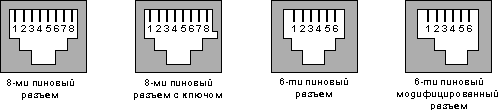 12345678
12345678
123456
123456
8-ми пиновый
разъем
8-ми пиновый
разъем с ключом
6-ти пиновый
разъем
6-ти пиновый
модифицированный
разъем